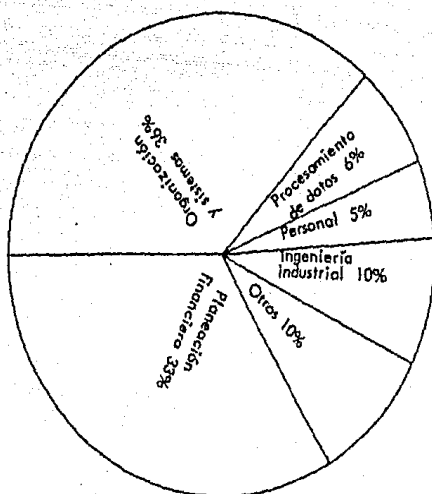 Organización
y sistemas
36%
Procesamiento
de datos 6%
Personal 5%
Ingeniería
Industrial 10%
Otros 10%
Planeación
financiera 33%